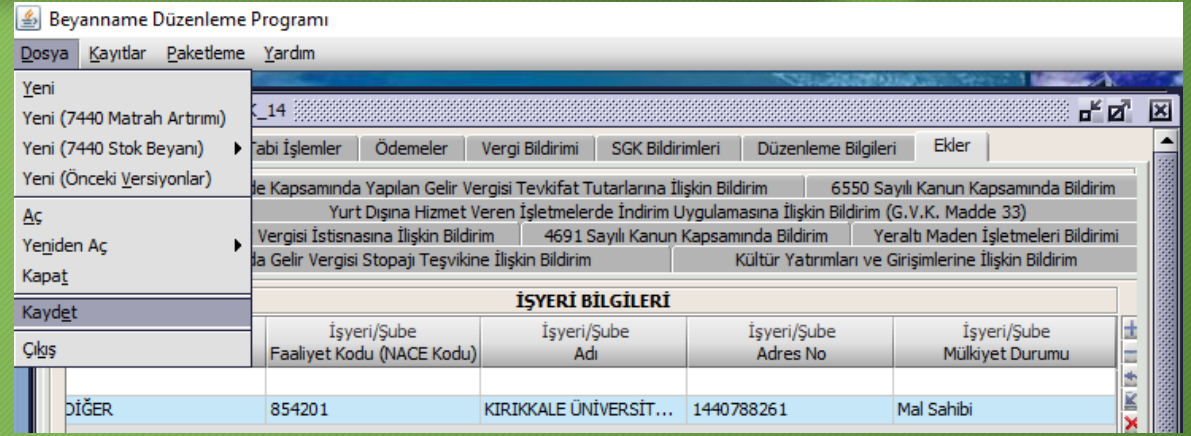 Beyanname Düzenleme Programı
Dosya Kayıtlar Paketleme Yardım
Yeni
Yeni (7440 Matrah Artırımı)
Yeni (7440 Stok Beyanı)
Yeni (Önceki Versiyonlar)
Aç
Yeniden Aç
Kapat
Kaydet
Çıkış
_14
Tabi İşlemler Ödemeler Vergi Bildirimi SGK Bildirimleri Düzenleme Bilgileri Ekler
de Kapsamında Yapılan Gelir Vergisi Tevkifat Tutarlarına İlişkin Bildirim 6550 Sayılı Kanun Kapsamında Bildirim
Yurt Dışına Hizmet Veren İşletmelerde İndirim Uygulamasına İlişkin Bildirim (G.V.K. Madde 33)
Vergisi İstisnasına İlişkin Bildirim 4691 Sayılı Kanun Kapsamında Bildirim Yeraltı Maden İşletmeleri Bildirimi
da Gelir Vergisi Stopajı Teşvikine İlişkin Bildirim Kültür Yatırımları ve Girişimlerine İlişkin Bildirim
İŞYERİ BİLGİLERİ
İşyeri/Şube İşyeri/Şube İşyeri/Şube İşyeri/Şube
Faaliyet Kodu (NACE Kodu) Adı Adres No Mülkiyet Durumu
DİĞER 854201 KIRIKKALE ÜNİVERSİT... 1440788261 Mal Sahibi